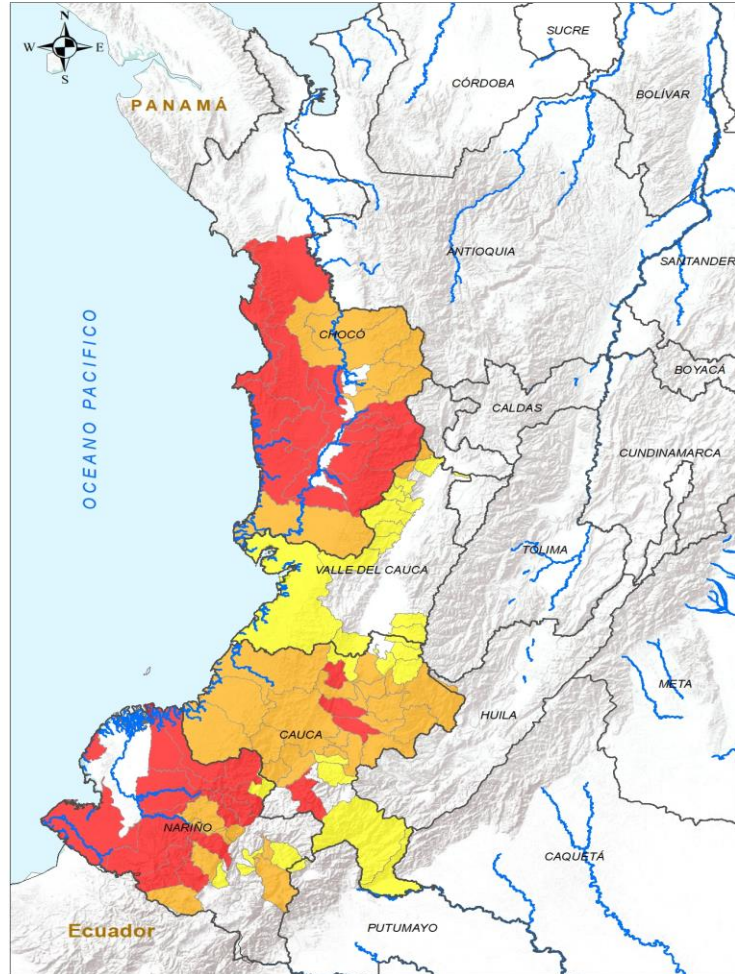 N
W E
S
PANAMÁ
SUCRE
CÓRDOBA
BOLÍVAR
ANTIOQUIA
SANTANDER
OCEANO PACIFICO
CHOCÓ
BOYACÁ
CALDAS
CUNDINAMARCA
TOLIMA
VALLE DEL CAUCA
META
HUILA
CAUCA
NARIÑO
CAQUETÁ
Ecuador
PUTUMAYO